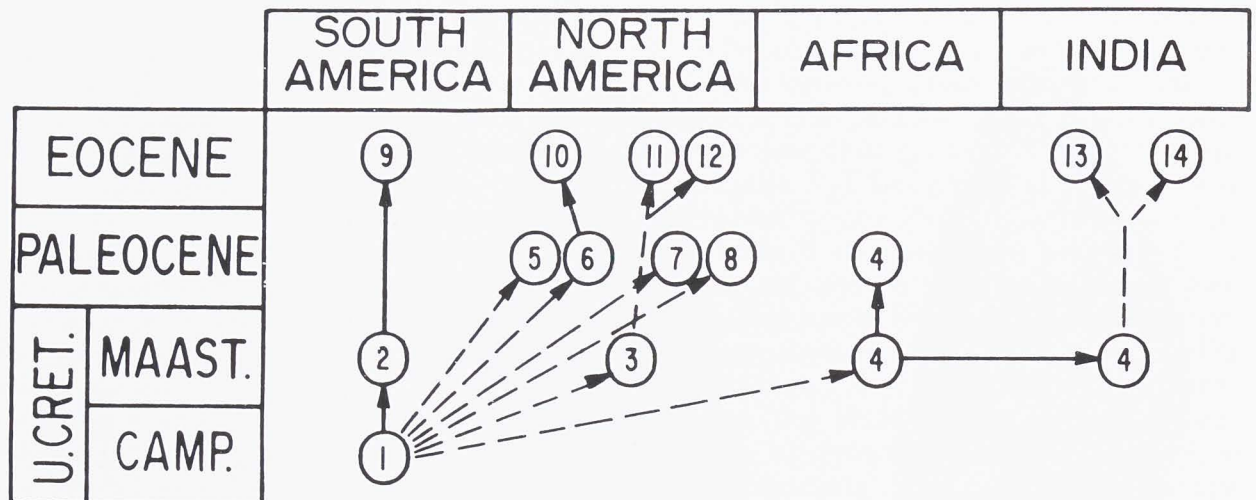 SOUTH AMERICA
NORTH AMERICA
AFRICA
INDIA
EOCENE
9
10
11
12
13
14
PALEOCENE
5
6
7
8
4
U.CRET.
MAAST.
2
3
4
4
CAMP.
1